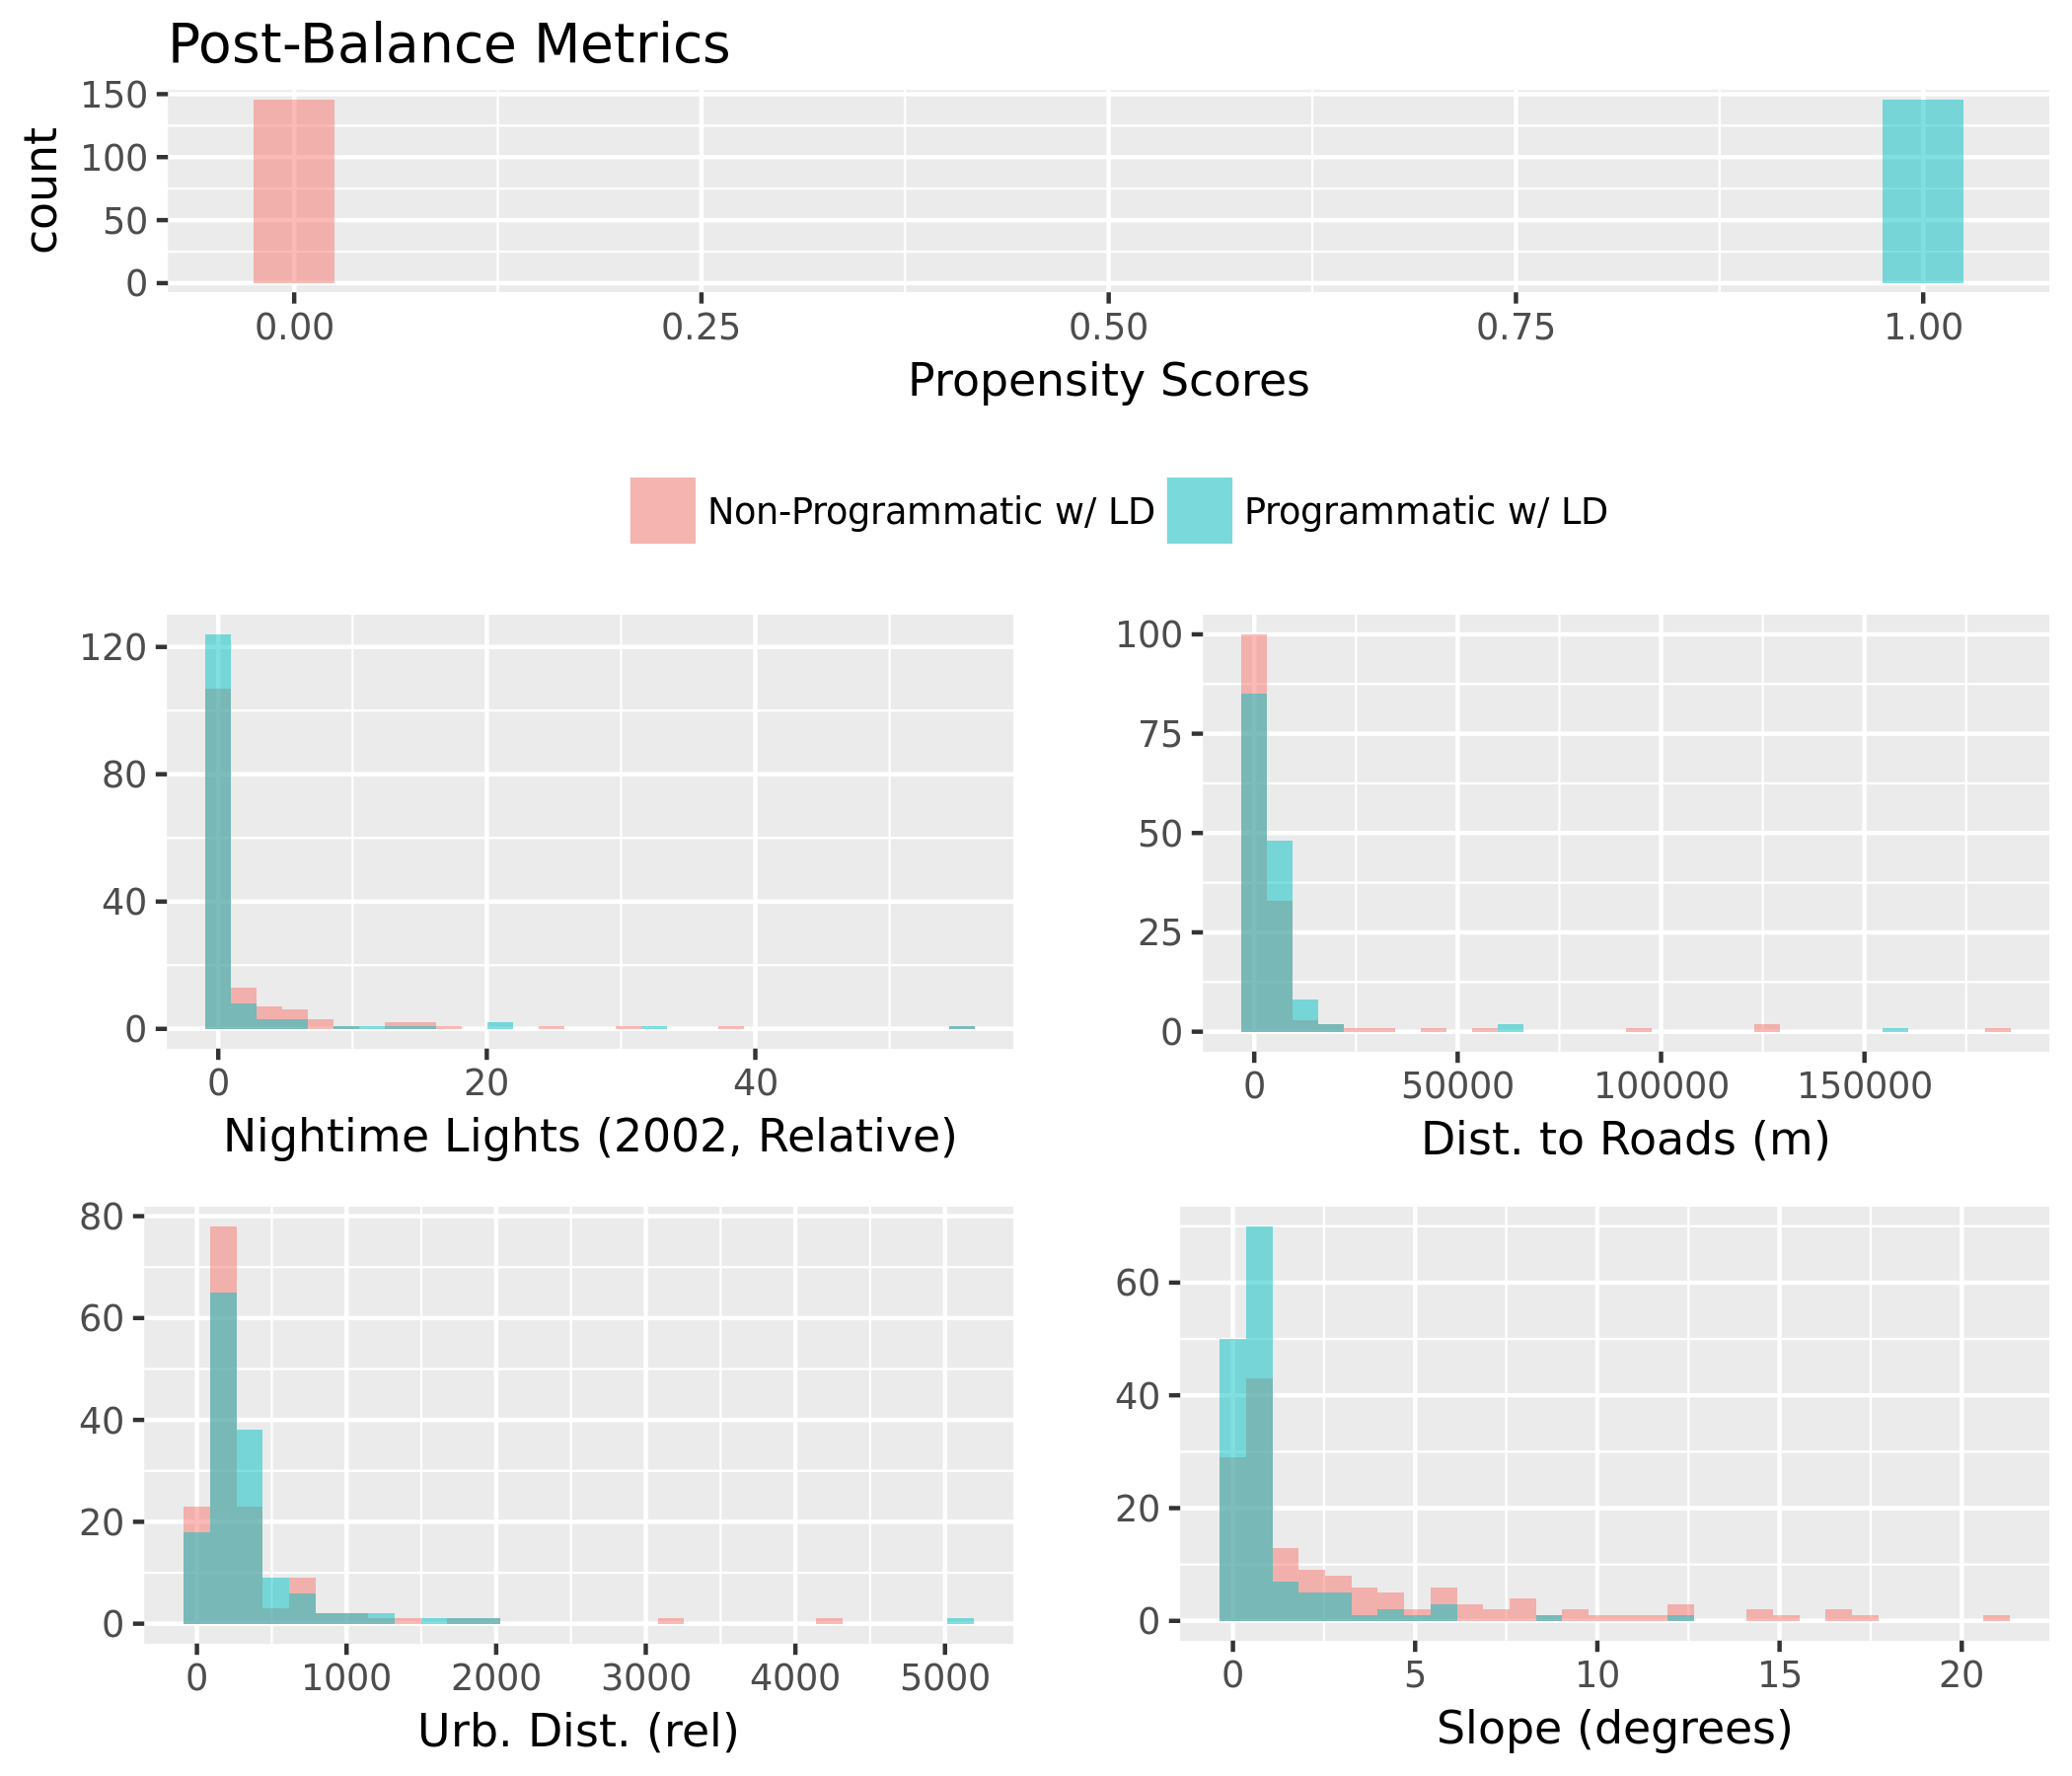 Post-Balance Metrics
count
150
100
50
0
0.00 0.25 0.50 0.75 1.00
Propensity Scores
Non-Programmatic w/ LD Programmatic w/ LD
120
80
40
0
0 20 40
Nightime Lights (2002, Relative)
100
75
50
25
0
0 50000 100000 150000
Dist. to Roads (m)
80
60
40
20
0
0 1000 2000 3000 4000 5000
Urb. Dist. (rel)
60
40
20
0
0 5 10 15 20
Slope (degrees)